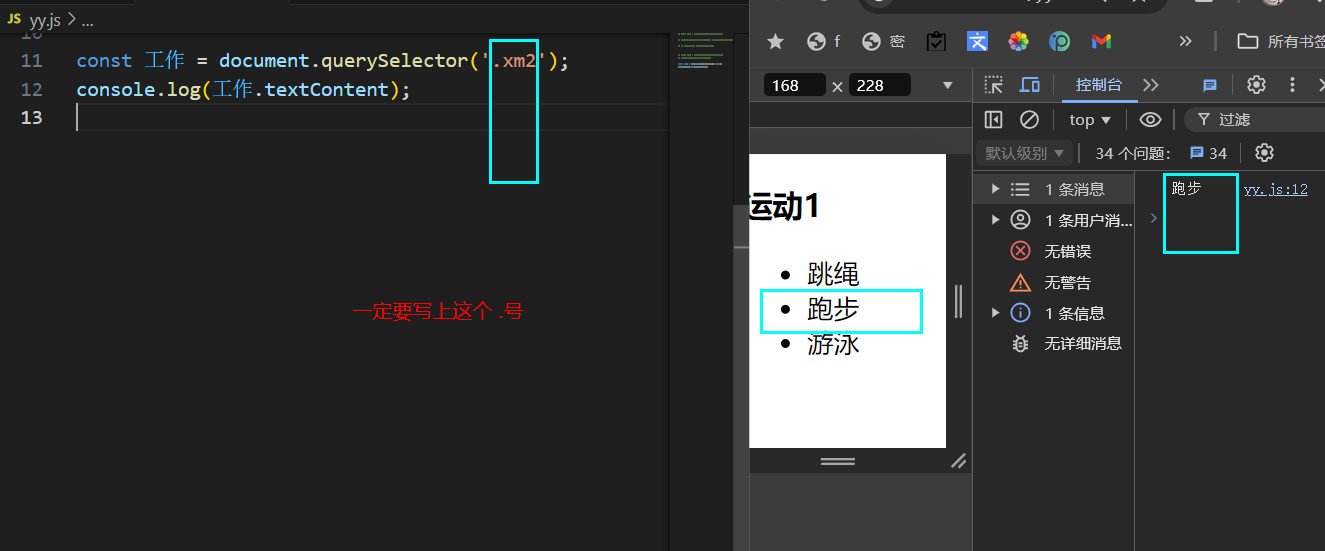 JS yy.js > ...
11 const 工作 = document.querySelector('.xm2');
12 console.log(工作.textContent);
13
一定要写上这个 .号
f
密
所有书签
168 × 228
控制台
top
过滤
默认级别
34 个问题:
34
运动1
• 跳绳
• 跑步
• 游泳
1 条消息
1 条用户消...
无错误
无警告
1 条信息
无详细消息
跑步 yy.js:12